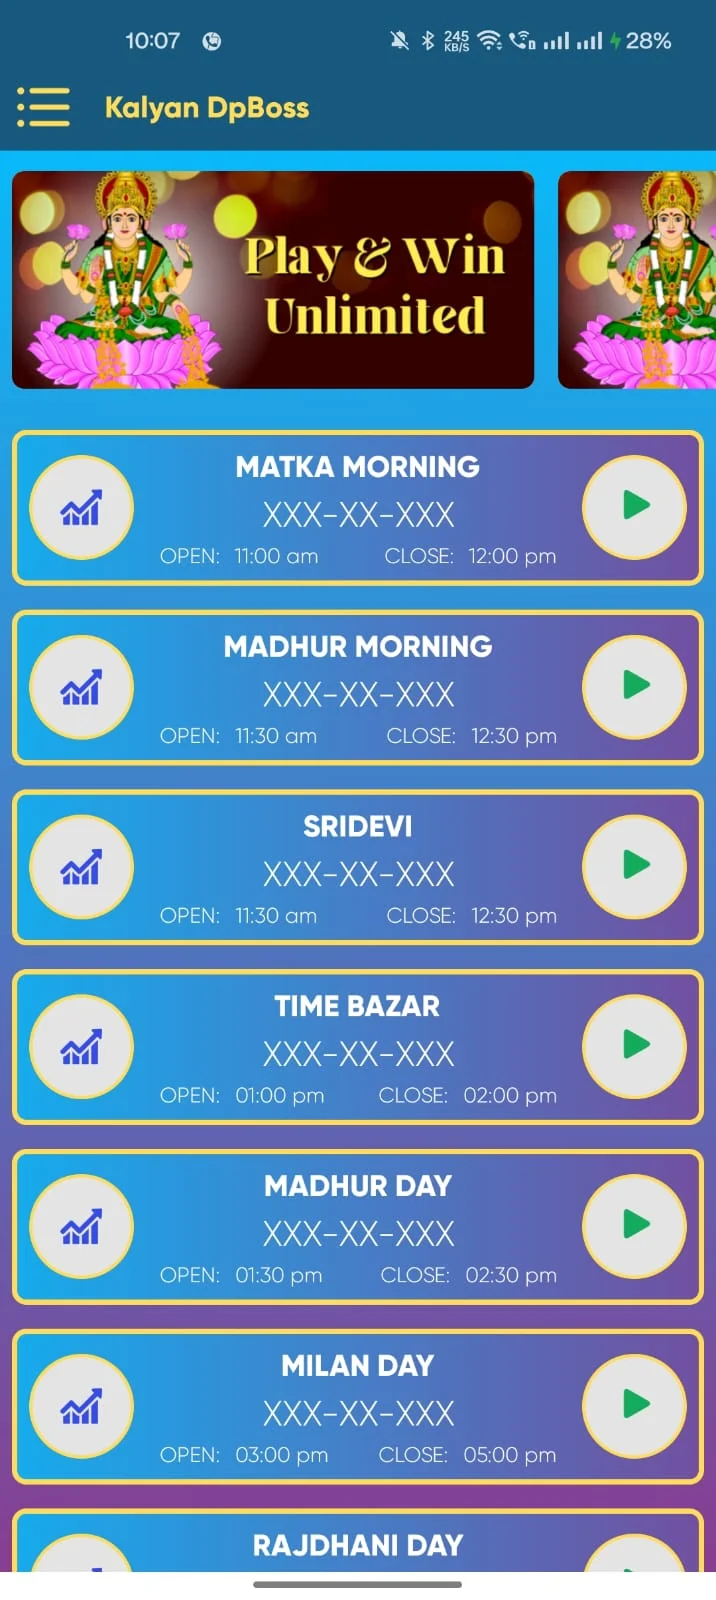 10:07 245 KB/S 28%
Kalyan DpBoss
Play & Win
Unlimited
MATKA MORNING
XXX-XX-XXX
OPEN: 11:00 am CLOSE: 12:00 pm
MADHUR MORNING
XXX-XX-XXX
OPEN: 11:30 am CLOSE: 12:30 pm
SRIDEVI
XXX-XX-XXX
OPEN: 11:30 am CLOSE: 12:30 pm
TIME BAZAR
XXX-XX-XXX
OPEN: 01:00 pm CLOSE: 02:00 pm
MADHUR DAY
XXX-XX-XXX
OPEN: 01:30 pm CLOSE: 02:30 pm
MILAN DAY
XXX-XX-XXX
OPEN: 03:00 pm CLOSE: 05:00 pm
RAJDHANI DAY